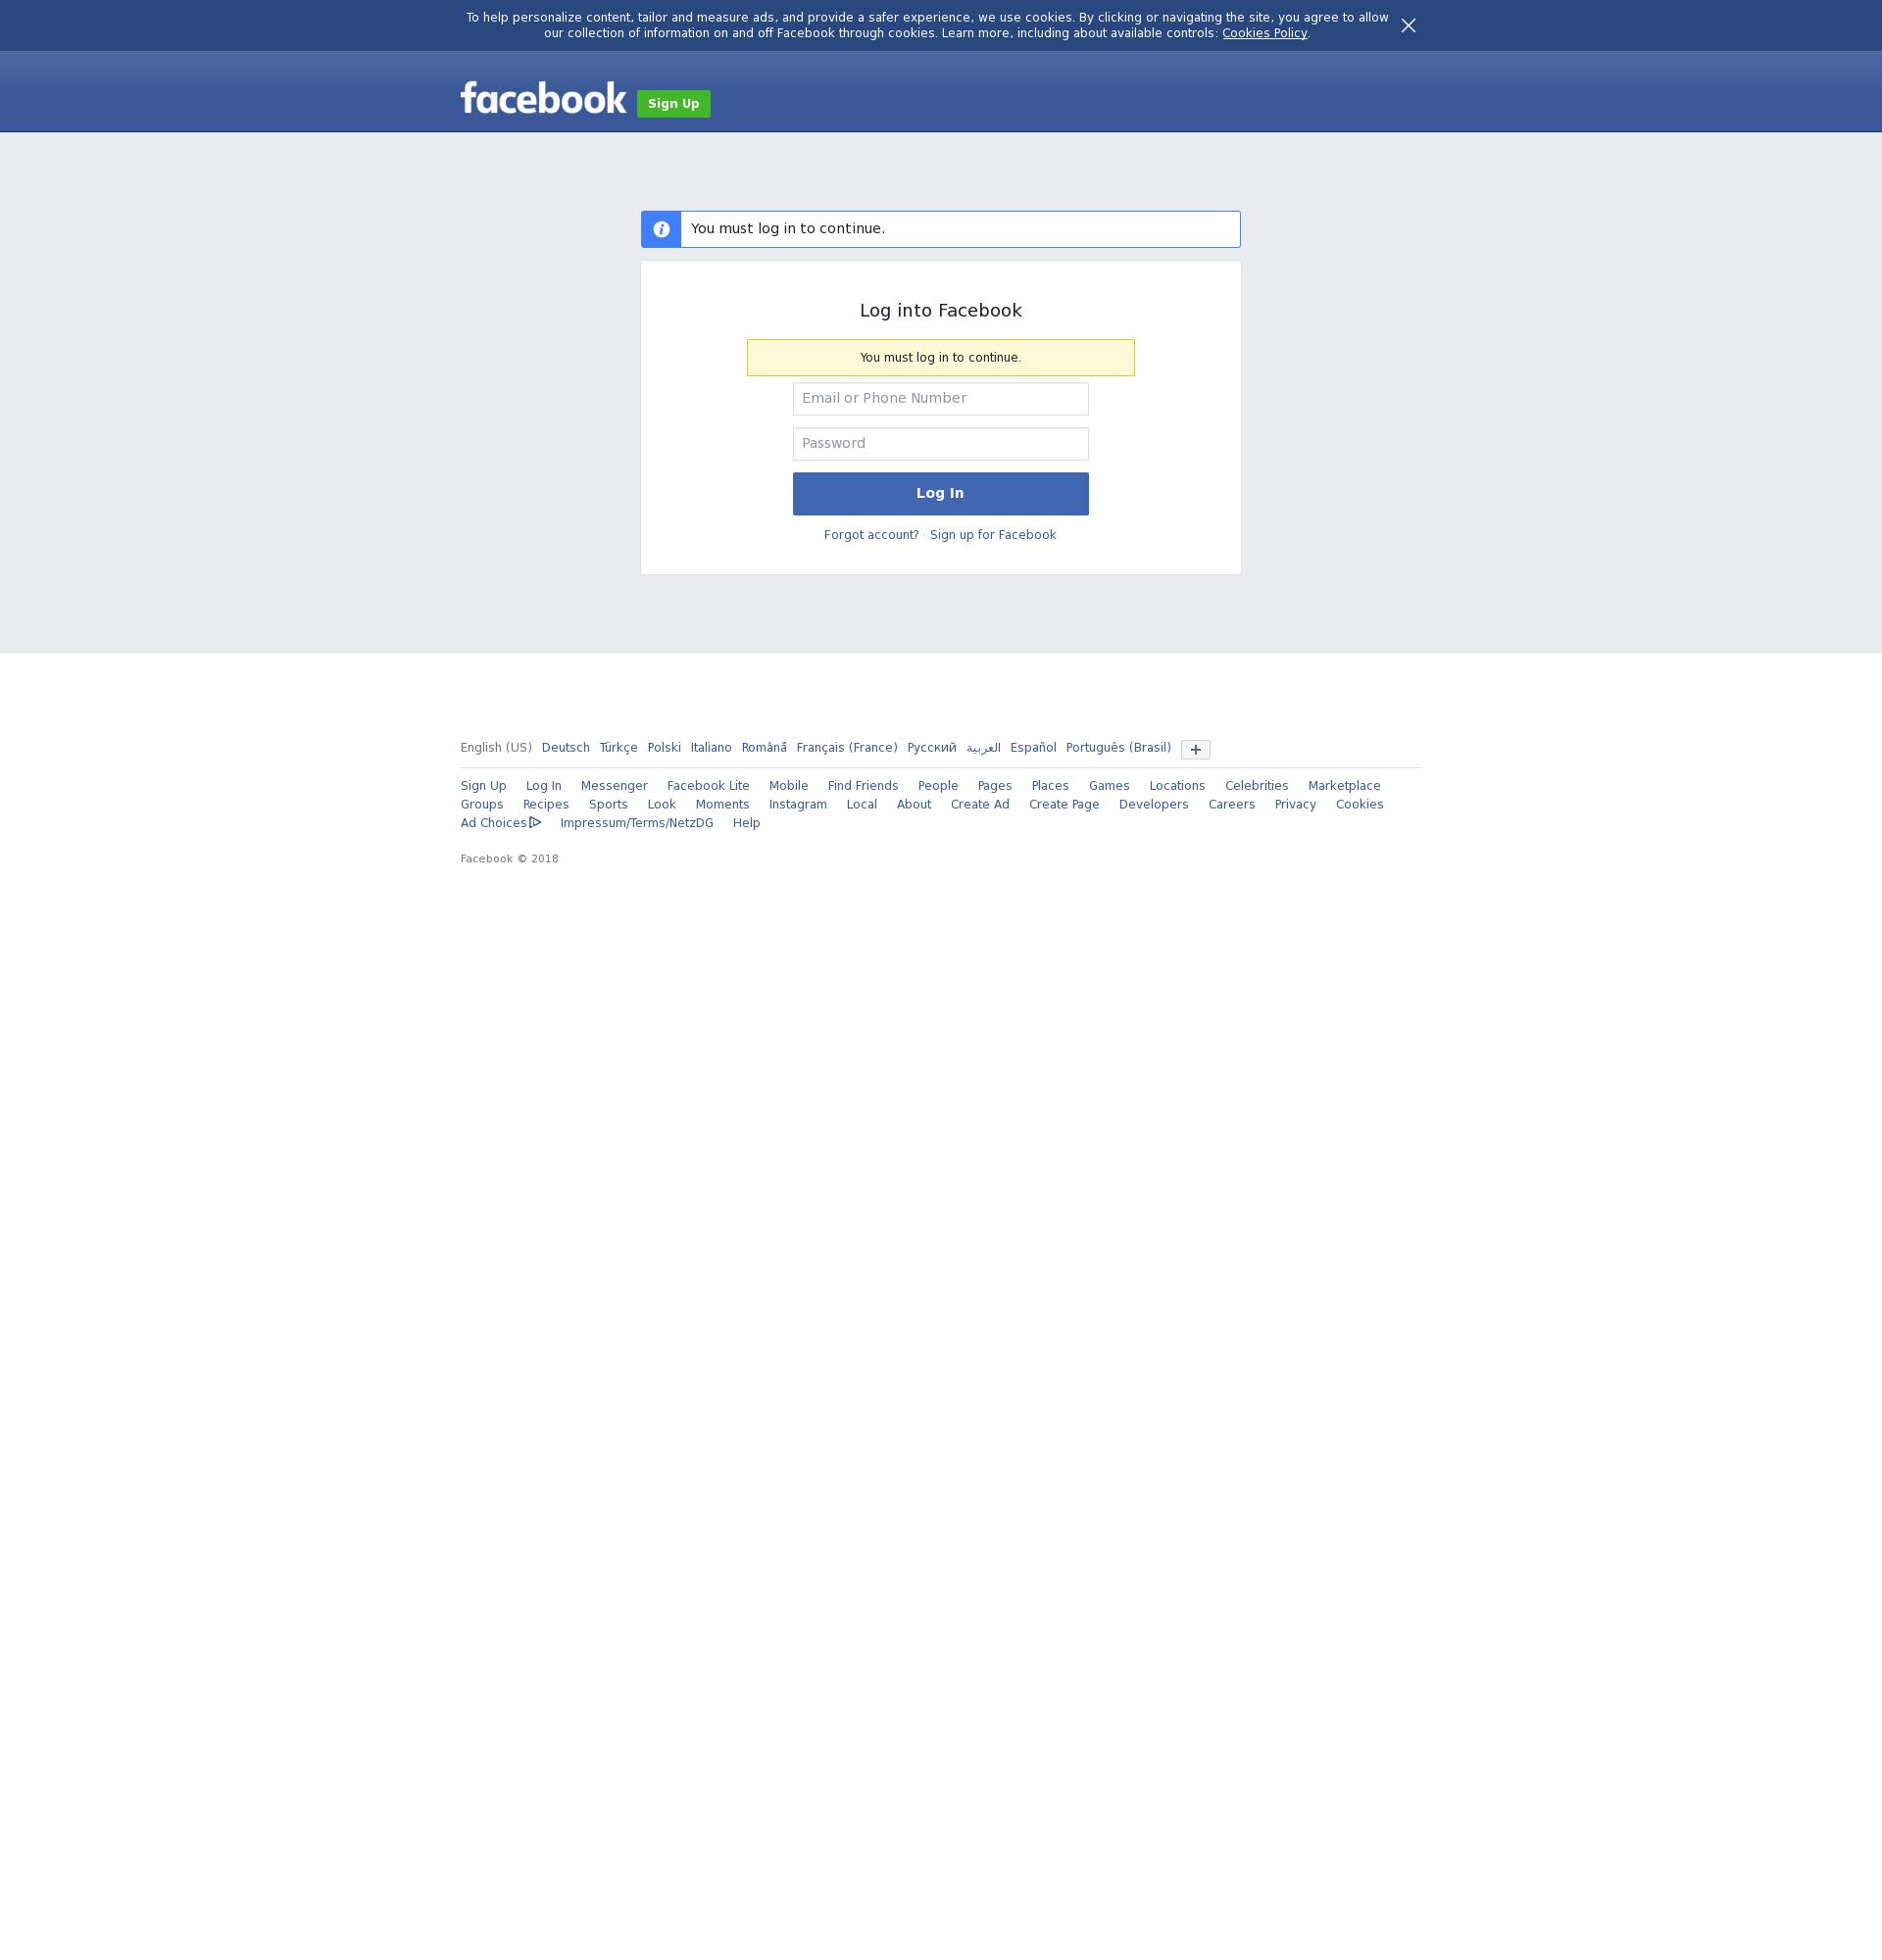 To help personalize content, tailor and measure ads, and provide a safer experience, we use cookies. By clicking or navigating the site, you agree to allow
our collection of information on and off Facebook through cookies. Learn more, including about available controls: Cookies Policy.
facebook Sign Up
You must log in to continue.
Log into Facebook
You must log in to continue.
Email or Phone Number
Password
Log In
Forgot account? · Sign up for Facebook
English (US) Deutsch Türkçe Polski Italiano Română Français (France) Русский العربية Español Português (Brasil)
Sign Up Log In Messenger Facebook Lite Mobile Find Friends People Pages Places Games Locations Celebrities Marketplace
Groups Recipes Sports Look Moments Instagram Local About Create Ad Create Page Developers Careers Privacy Cookies
Ad Choices Impressum/Terms/NetzDG Help
Facebook © 2018